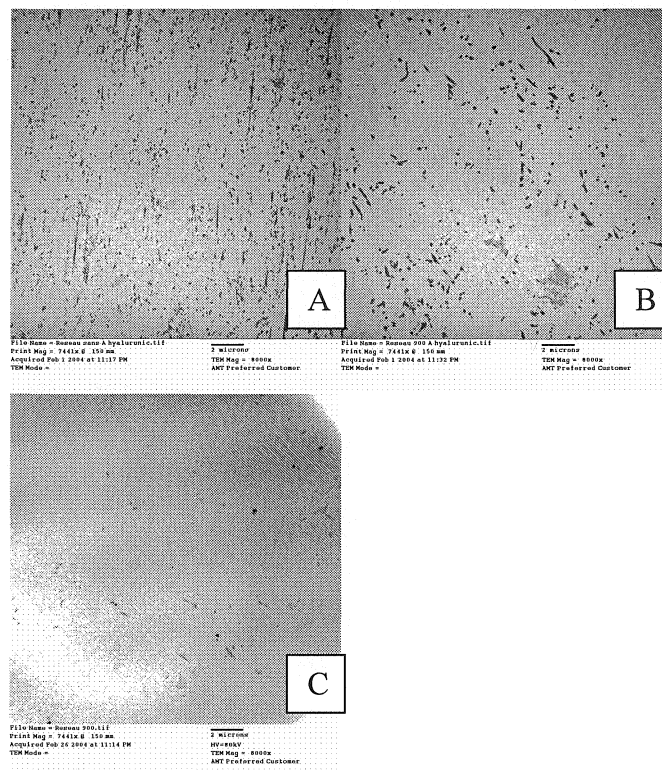 A
B
File Name = Reseau sans A hyalurunic.tif
Print Mag = 7441x @ 150 mm
Acquired Feb 1 2004 at 11:17 PM
TEM Mode =
2 microns
TEM Mag = 8000x
AMT Preferred Customer
File Name = Reseau 900 A hyalurunic.tif
Print Mag = 7441x @ 150 mm
Acquired Feb 1 2004 at 11:32 PM
TEM Mode =
2 microns
TEM Mag = 8000x
AMT Preferred Customer
C
File Name = Reseau 900.tif
Print Mag = 7441x @ 150 mm
Acquired Feb 26 2004 at 11:14 PM
TEM Mode =
2 microns
HV=80kV
TEM Mag = 8000x
AMT Preferred Customer